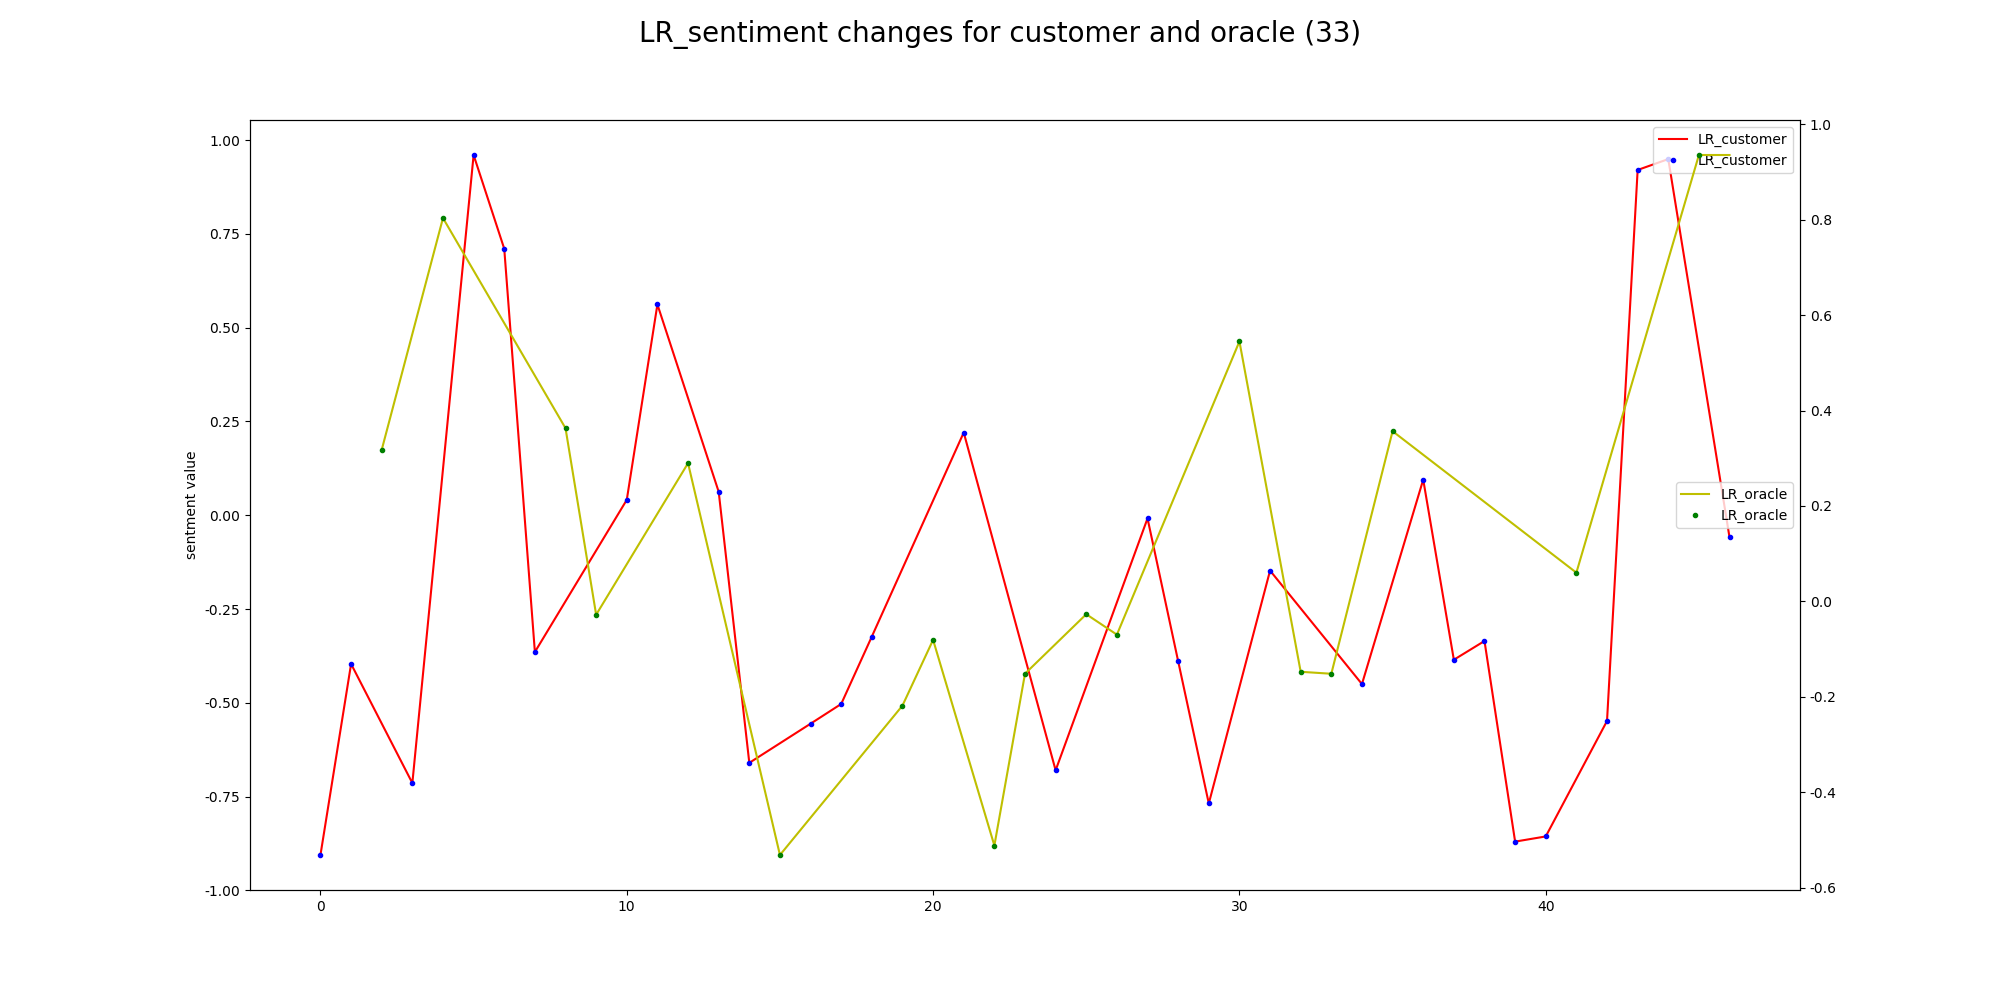 LR_sentiment changes for customer and oracle (33)
1.00
0.75
0.50
0.25
0.00
-0.25
-0.50
-0.75
-1.00
sentment value
1.0
0.8
0.6
0.4
0.2
0.0
-0.2
-0.4
-0.6
LR_customer
LR_customer
LR_oracle
LR_oracle
0 10 20 30 40